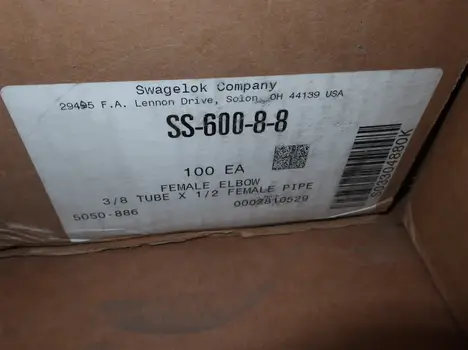 Swagelok Company
29495 F.A. Lennon Drive, Solon, OH 44139 USA
SS-600-8-8
100 EA
FEMALE ELBOW
3/8 TUBE X 1/2 FEMALE PIPE
5050-886
0002810529